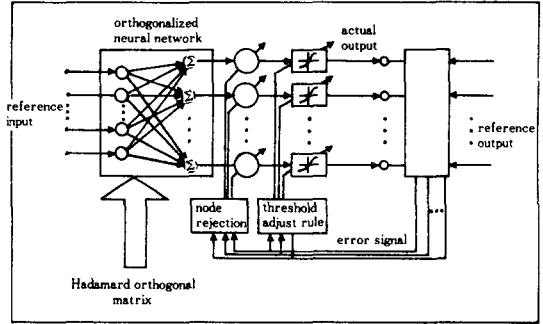 orthogonalized
neural network
actual
output
reference
input
Σ
Σ
Σ
reference
output
node
rejection
threshold
adjust rule
error signal
Hadamard orthogonal
matrix